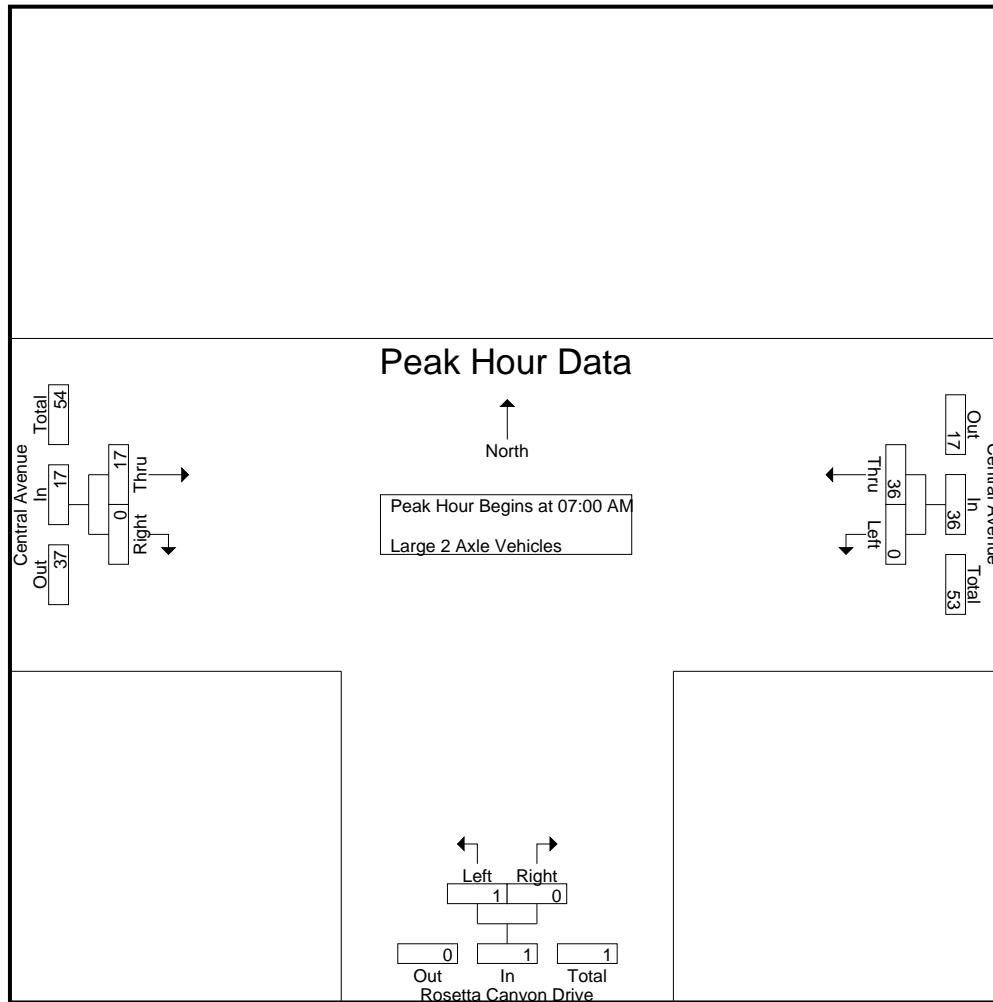 Peak Hour Data
North
Peak Hour Begins at 07:00 AM
Large 2 Axle Vehicles
Central Avenue
Out In Total
37 17 54
Right Thru
0 17
Central Avenue
Out In Total
17 36 53
Thru Left
36 0
Left Right
1 0
0 1 1
Out In Total
Rosetta Canyon Drive